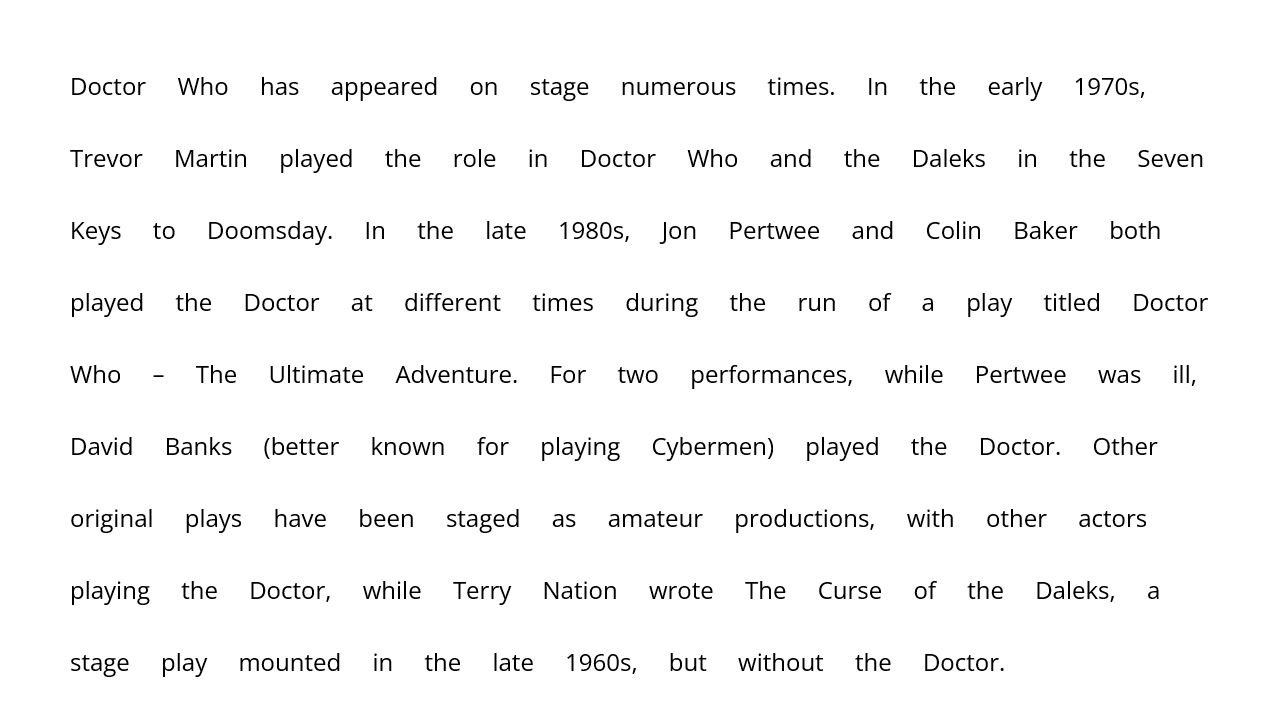 Doctor Who has appeared on stage numerous times. In the early 1970s,
Trevor Martin played the role in Doctor Who and the Daleks in the Seven
Keys to Doomsday. In the late 1980s, Jon Pertwee and Colin Baker both
played the Doctor at different times during the run of a play titled Doctor
Who – The Ultimate Adventure. For two performances, while Pertwee was ill,
David Banks (better known for playing Cybermen) played the Doctor. Other
original plays have been staged as amateur productions, with other actors
playing the Doctor, while Terry Nation wrote The Curse of the Daleks, a
stage play mounted in the late 1960s, but without the Doctor.